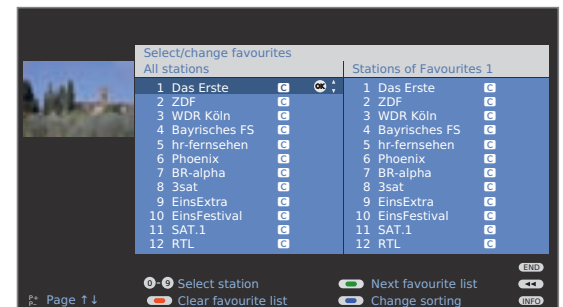 Select/change favourites
All stations Stations of Favourites 1
1 Das Erste C OK 1 Das Erste C
2 ZDF C 2 ZDF C
3 WDR Köln C 3 WDR Köln C
4 Bayrisches FS C 4 Bayrisches FS C
5 hr-fernsehen C 5 hr-fernsehen C
6 Phoenix C 6 Phoenix C
7 BR-alpha C 7 BR-alpha C
8 3sat C 8 3sat C
9 EinsExtra C 9 EinsExtra C
10 EinsFestival C 10 EinsFestival C
11 SAT.1 C 11 SAT.1 C
12 RTL C 12 RTL C
END
0-9 Select station Next favourite list
P+ P- Page ↑↓ Clear favourite list Change sorting INFO